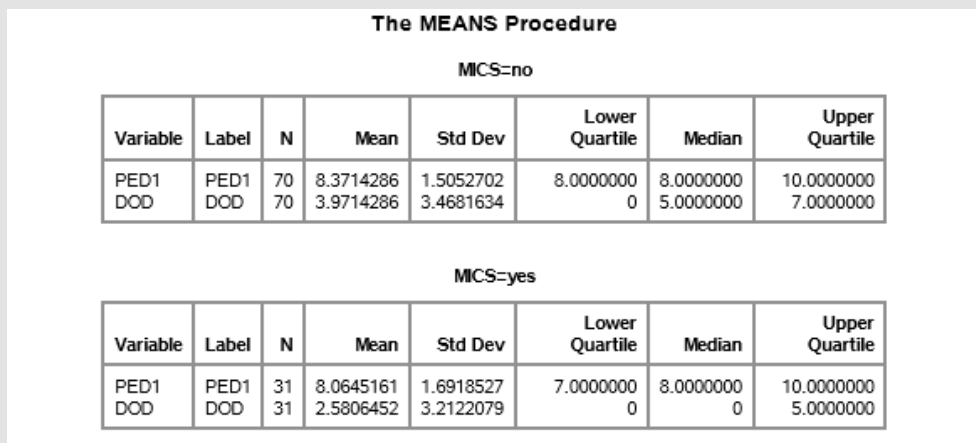 The MEANS Procedure
MICS=no
Variable Label N Mean Std Dev Lower Quartile Median Upper Quartile
PED1 PED1 70 8.3714286 1.5052702 8.0000000 8.0000000 10.0000000
DOD DOD 70 3.9714286 3.4681634 0 5.0000000 7.0000000
MICS=yes
Variable Label N Mean Std Dev Lower Quartile Median Upper Quartile
PED1 PED1 31 8.0645161 1.6918527 7.0000000 8.0000000 10.0000000
DOD DOD 31 2.5806452 3.2122079 0 0 5.0000000